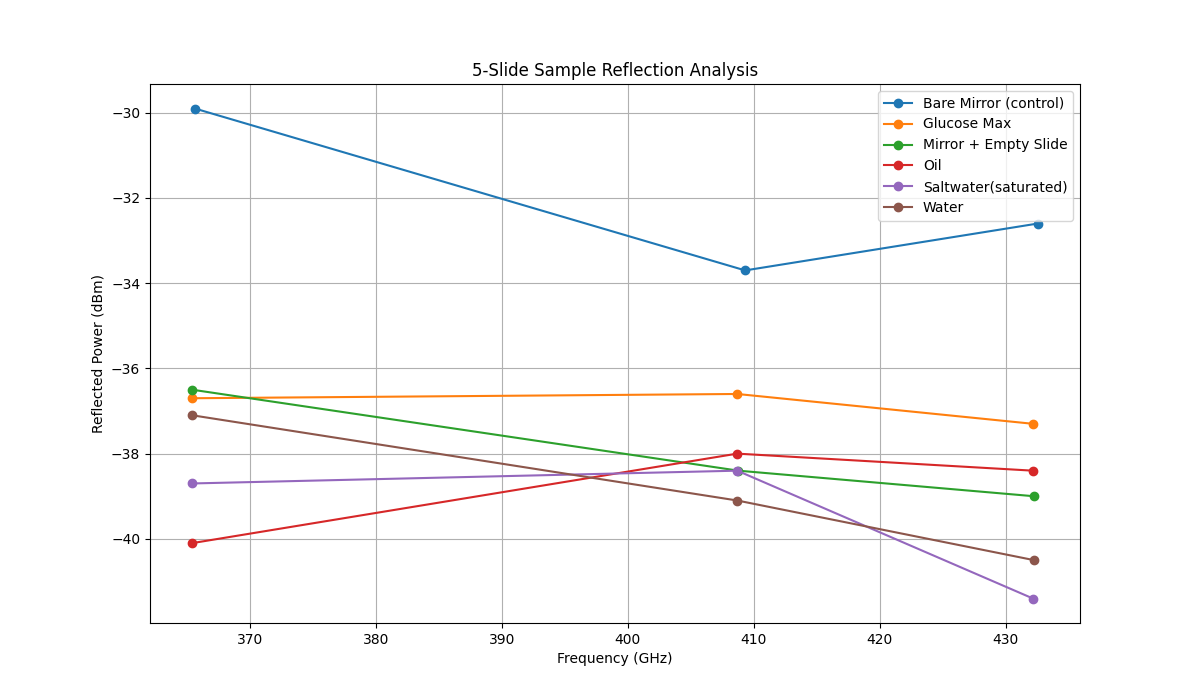 5-Slide Sample Reflection Analysis
Bare Mirror (control)
Glucose Max
Mirror + Empty Slide
Oil
Saltwater(saturated)
Water
Reflected Power (dBm)
−30
−32
−34
−36
−38
−40
370 380 390 400 410 420 430
Frequency (GHz)